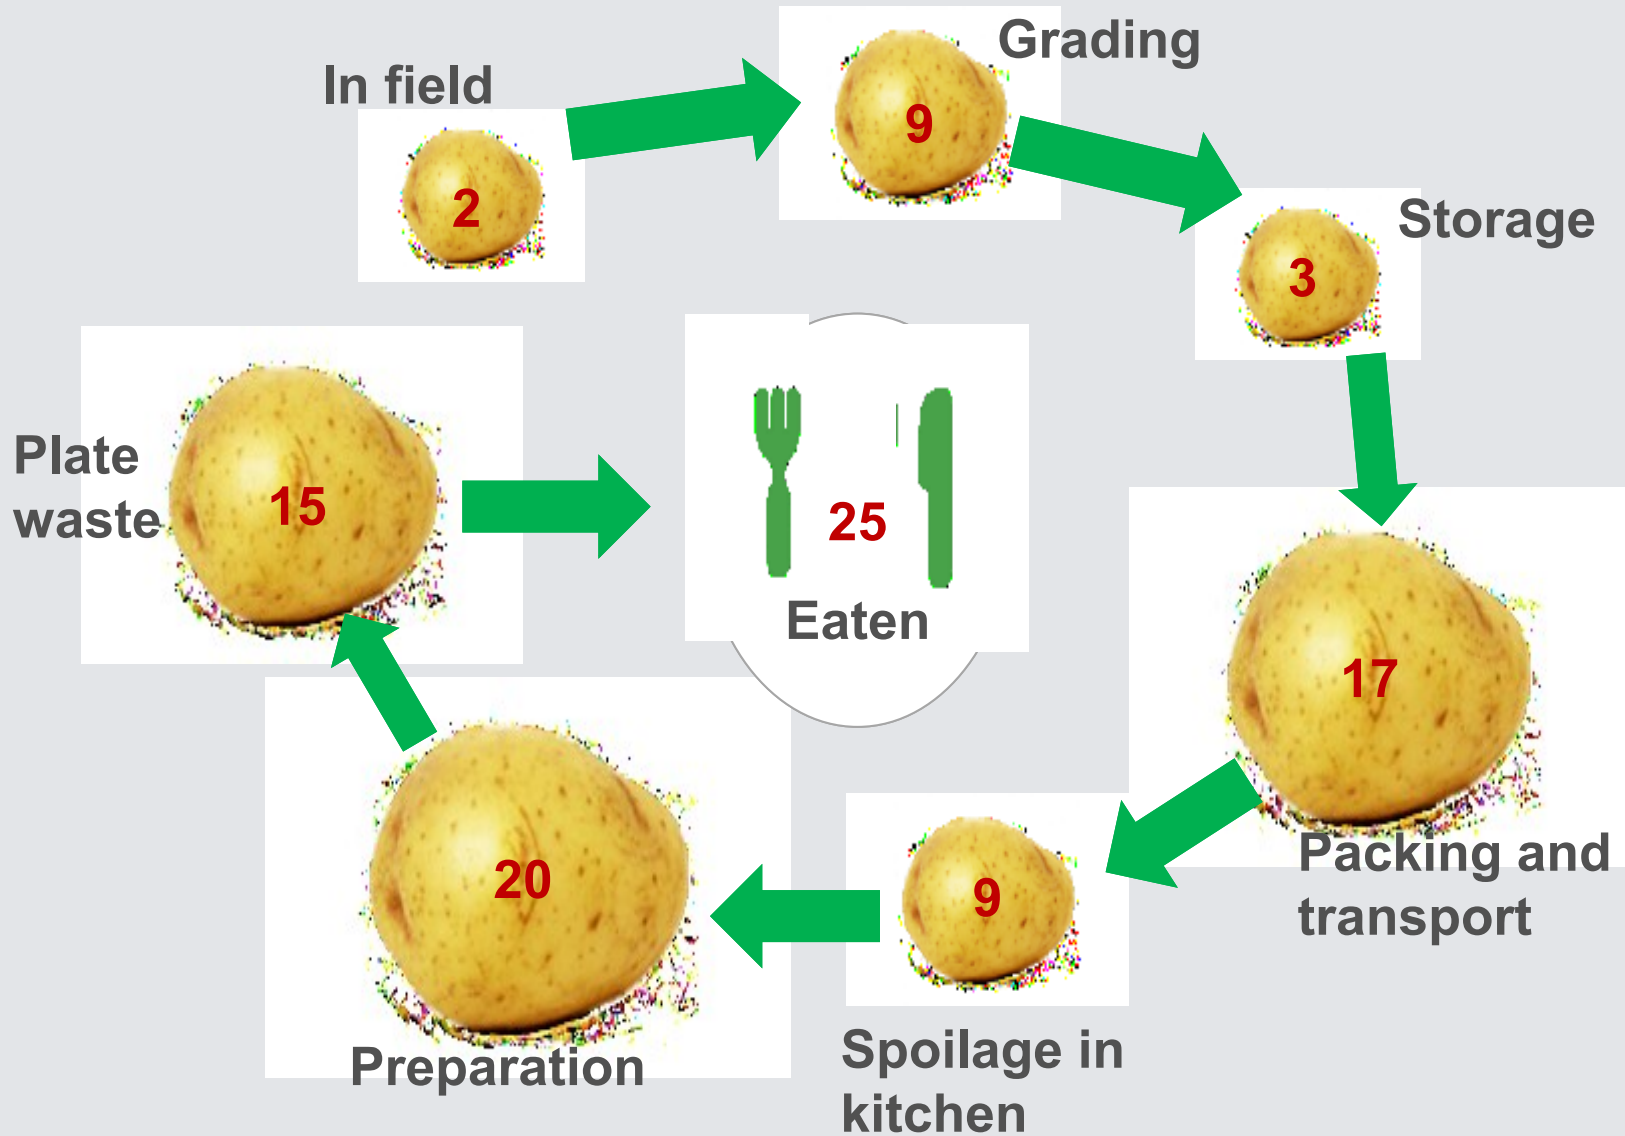 In field
2
Grading
9
Storage
3
Packing and
transport
17
Spoilage in
kitchen
9
Preparation
20
Plate
waste
15
25
Eaten